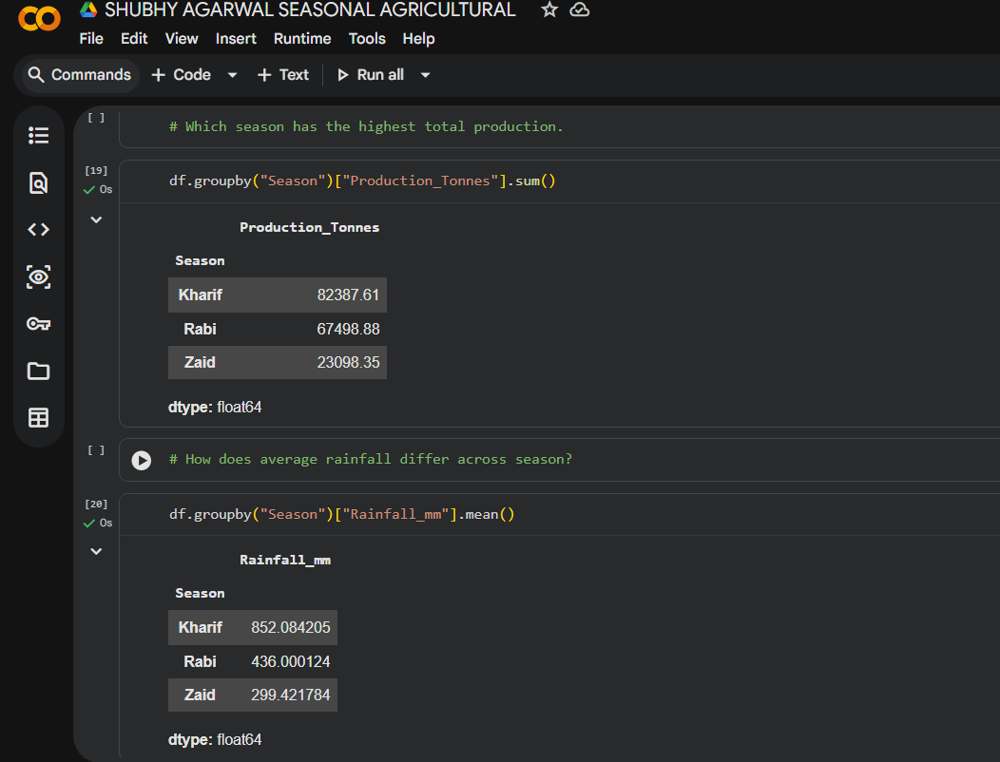 SHUBHY AGARWAL SEASONAL AGRICULTURAL
File Edit View Insert Runtime Tools Help
Commands + Code + Text Run all
[ ]
# Which season has the highest total production.
[19]
0s
df.groupby("Season")["Production_Tonnes"].sum()
Production_Tonnes
Season
Kharif 82387.61
Rabi 67498.88
Zaid 23098.35
dtype: float64
[ ]
# How does average rainfall differ across season?
[20]
0s
df.groupby("Season")["Rainfall_mm"].mean()
Rainfall_mm
Season
Kharif 852.084205
Rabi 436.000124
Zaid 299.421784
dtype: float64